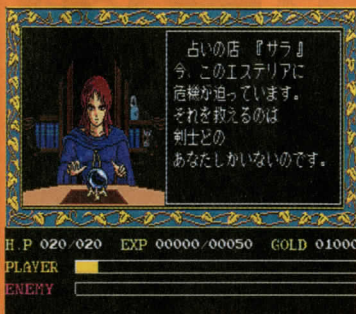 占いの店 『サラ』
今、このエステリアに
危機が迫っています。
それを救えるのは
剣士どの
あなたしかいないのです。
H.P 020/020 EXP 00000/00050 GOLD 01000
PLAYER
ENEMY